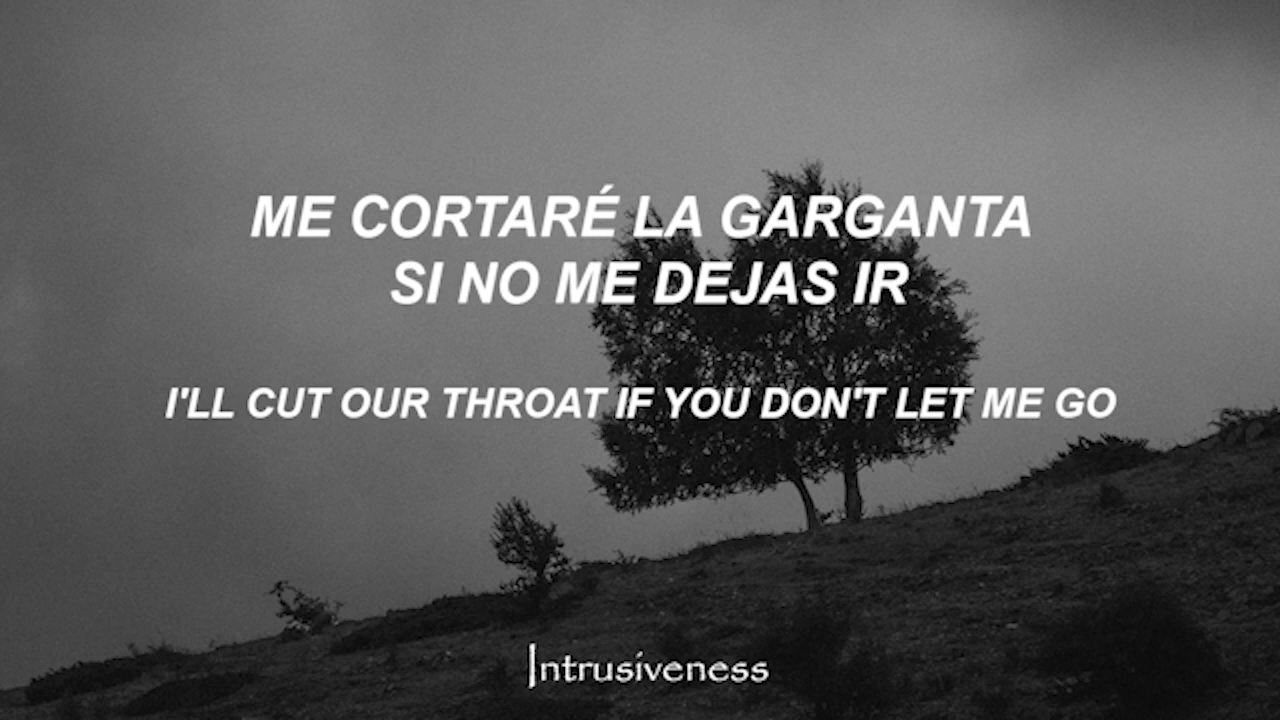 ME CORTARÉ LA GARGANTA
SI NO ME DEJAS IR
I'LL CUT OUR THROAT IF YOU DON'T LET ME GO
Intrusiveness